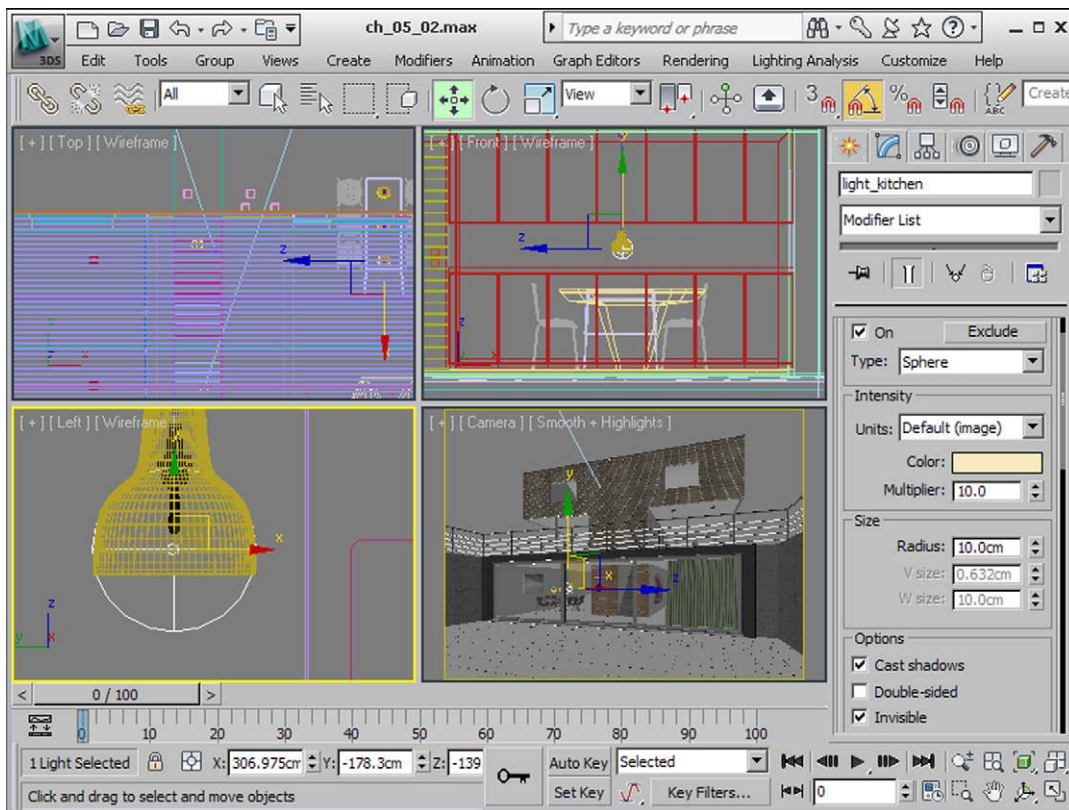 ch_05_02.max
Type a keyword or phrase
3DS
Edit Tools Group Views Create Modifiers Animation Graph Editors Rendering Lighting Analysis Customize Help
All
View
3
%
ABC
Create
[ + ] [ Top ] [ Wireframe ]
[ + ] [ Front ] [ Wireframe ]
z
y
z
y
z
x
z
x
light_kitchen
Modifier List
On
Exclude
Type: Sphere
Intensity
Units: Default (image)
Color:
Multiplier: 10.0
Size
Radius: 10.0cm
V size: 0.632cm
W size: 10.0cm
Options
Cast shadows
Double-sided
Invisible
[ + ] [ Left ] [ Wireframe ]
[ + ] [ Camera ] [ Smooth + Highlights ]
x
z
y
x
y
x
z
< 0 / 100 >
0 10 20 30 40 50 60 70 80 90 100
1 Light Selected X: 306.975cm Y: -178.3cm Z: -139
Auto Key Selected
Click and drag to select and move objects
Set Key Key Filters... 0